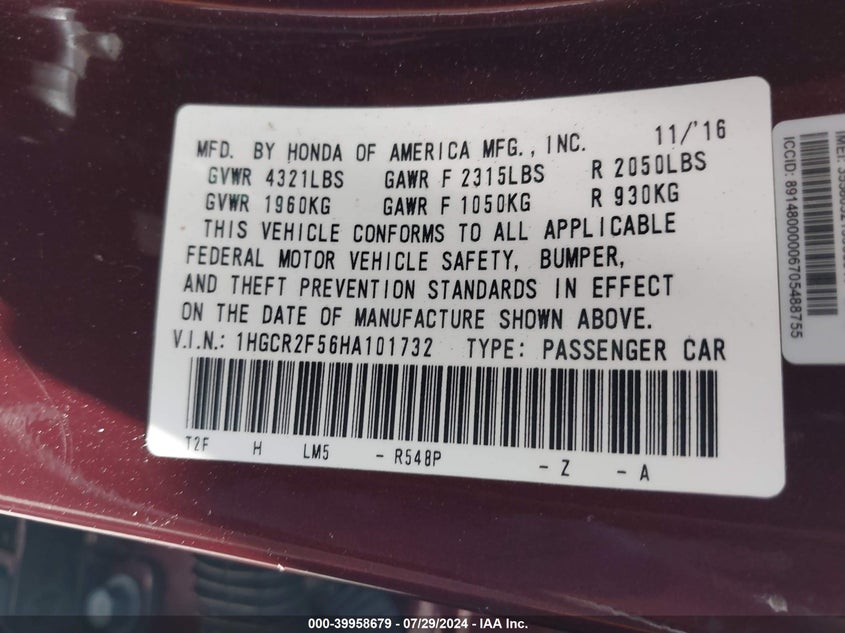 MFD. BY HONDA OF AMERICA MFG., INC. 11/'16
GVWR 4321LBS GAWR F 2315LBS R 2050LBS
GVWR 1960KG GAWR F 1050KG R 930KG
THIS VEHICLE CONFORMS TO ALL APPLICABLE
FEDERAL MOTOR VEHICLE SAFETY, BUMPER,
AND THEFT PREVENTION STANDARDS IN EFFECT
ON THE DATE OF MANUFACTURE SHOWN ABOVE.
V.I.N.: 1HGCR2F56HA101732 TYPE: PASSENGER CAR
T2F H LM5 - R548P - Z - A
IMEI:
ICCID: 89148000006705488755
000-39958679 / 07/29/2024 - IAA Inc.